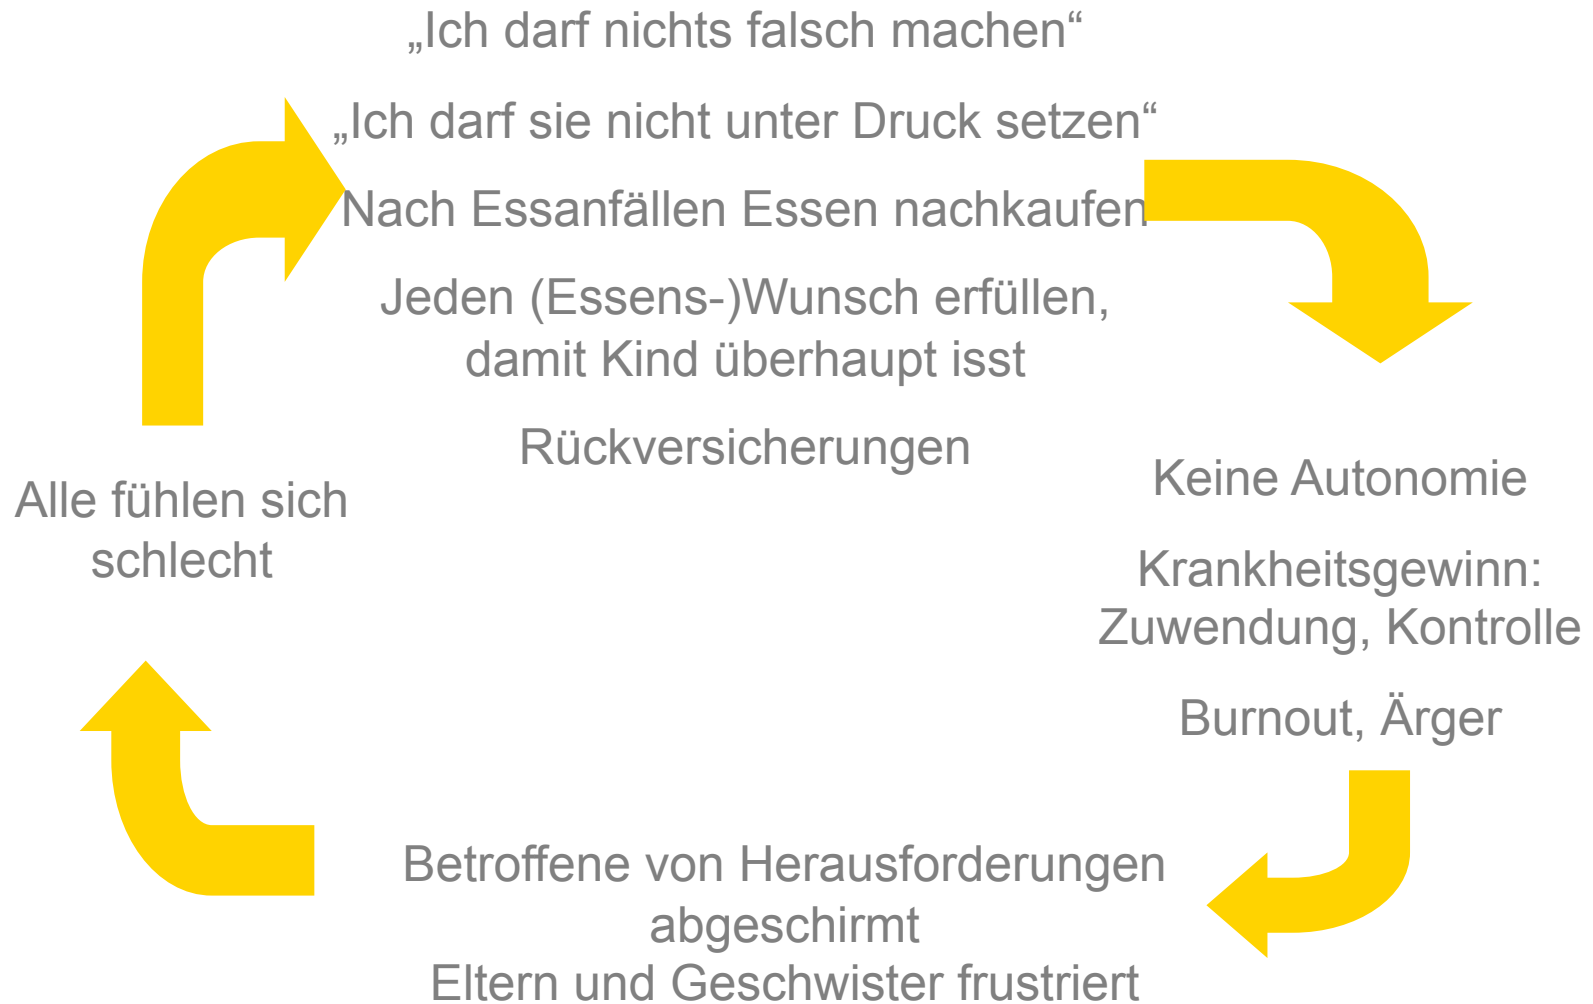 „Ich darf nichts falsch machen“
„Ich darf sie nicht unter Druck setzen“
Nach Essanfällen Essen nachkaufen
Jeden (Essens-)Wunsch erfüllen,
damit Kind überhaupt isst
Rückversicherungen
Keine Autonomie
Krankheitsgewinn:
Zuwendung, Kontrolle
Burnout, Ärger
Betroffene von Herausforderungen
abgeschirmt
Eltern und Geschwister frustriert
Alle fühlen sich
schlecht